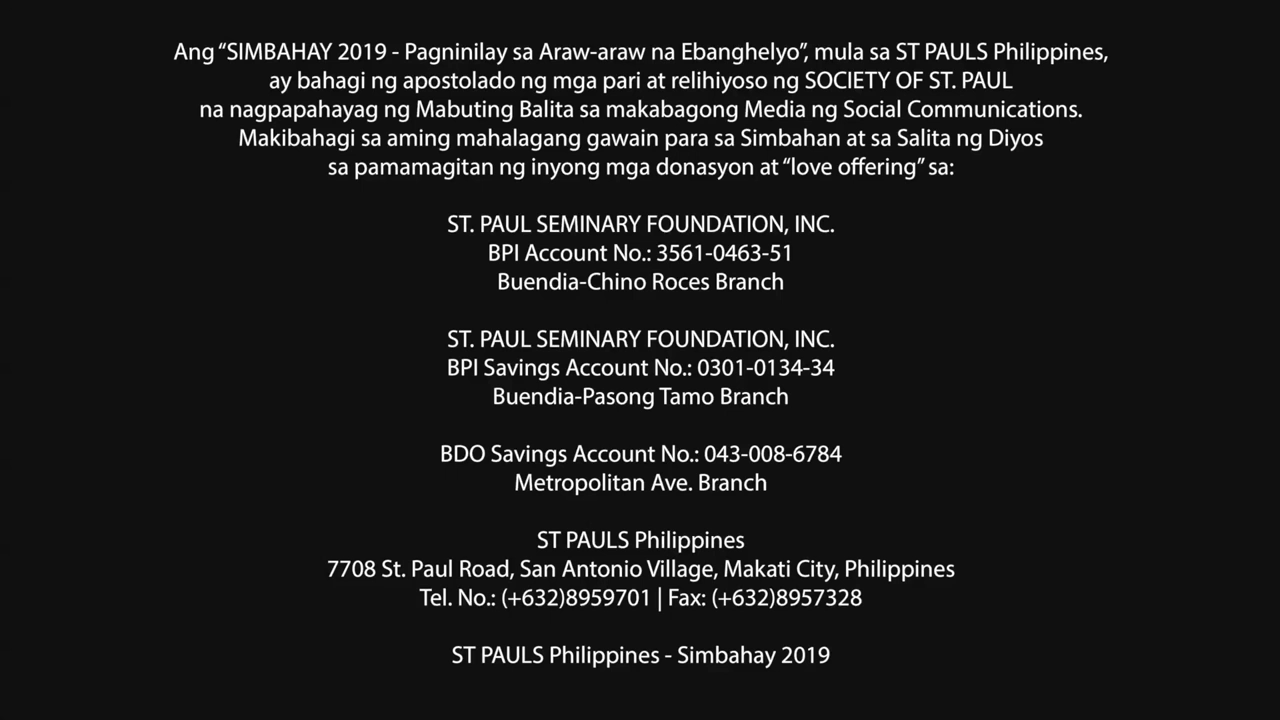 Ang “SIMBAHAY 2019 - Pagninilay sa Araw-araw na Ebanghelyo”, mula sa ST PAULS Philippines,
ay bahagi ng apostolado ng mga pari at relihiyoso ng SOCIETY OF ST. PAUL
na nagpapahayag ng Mabuting Balita sa makabagong Media ng Social Communications.
Makibahagi sa aming mahalagang gawain para sa Simbahan at sa Salita ng Diyos
sa pamamagitan ng inyong mga donasyon at “love offering” sa:
ST. PAUL SEMINARY FOUNDATION, INC.
BPI Account No.: 3561-0463-51
Buendia-Chino Roces Branch
ST. PAUL SEMINARY FOUNDATION, INC.
BPI Savings Account No.: 0301-0134-34
Buendia-Pasong Tamo Branch
BDO Savings Account No.: 043-008-6784
Metropolitan Ave. Branch
ST PAULS Philippines
7708 St. Paul Road, San Antonio Village, Makati City, Philippines
Tel. No.: (+632)8959701 | Fax: (+632)8957328
ST PAULS Philippines - Simbahay 2019